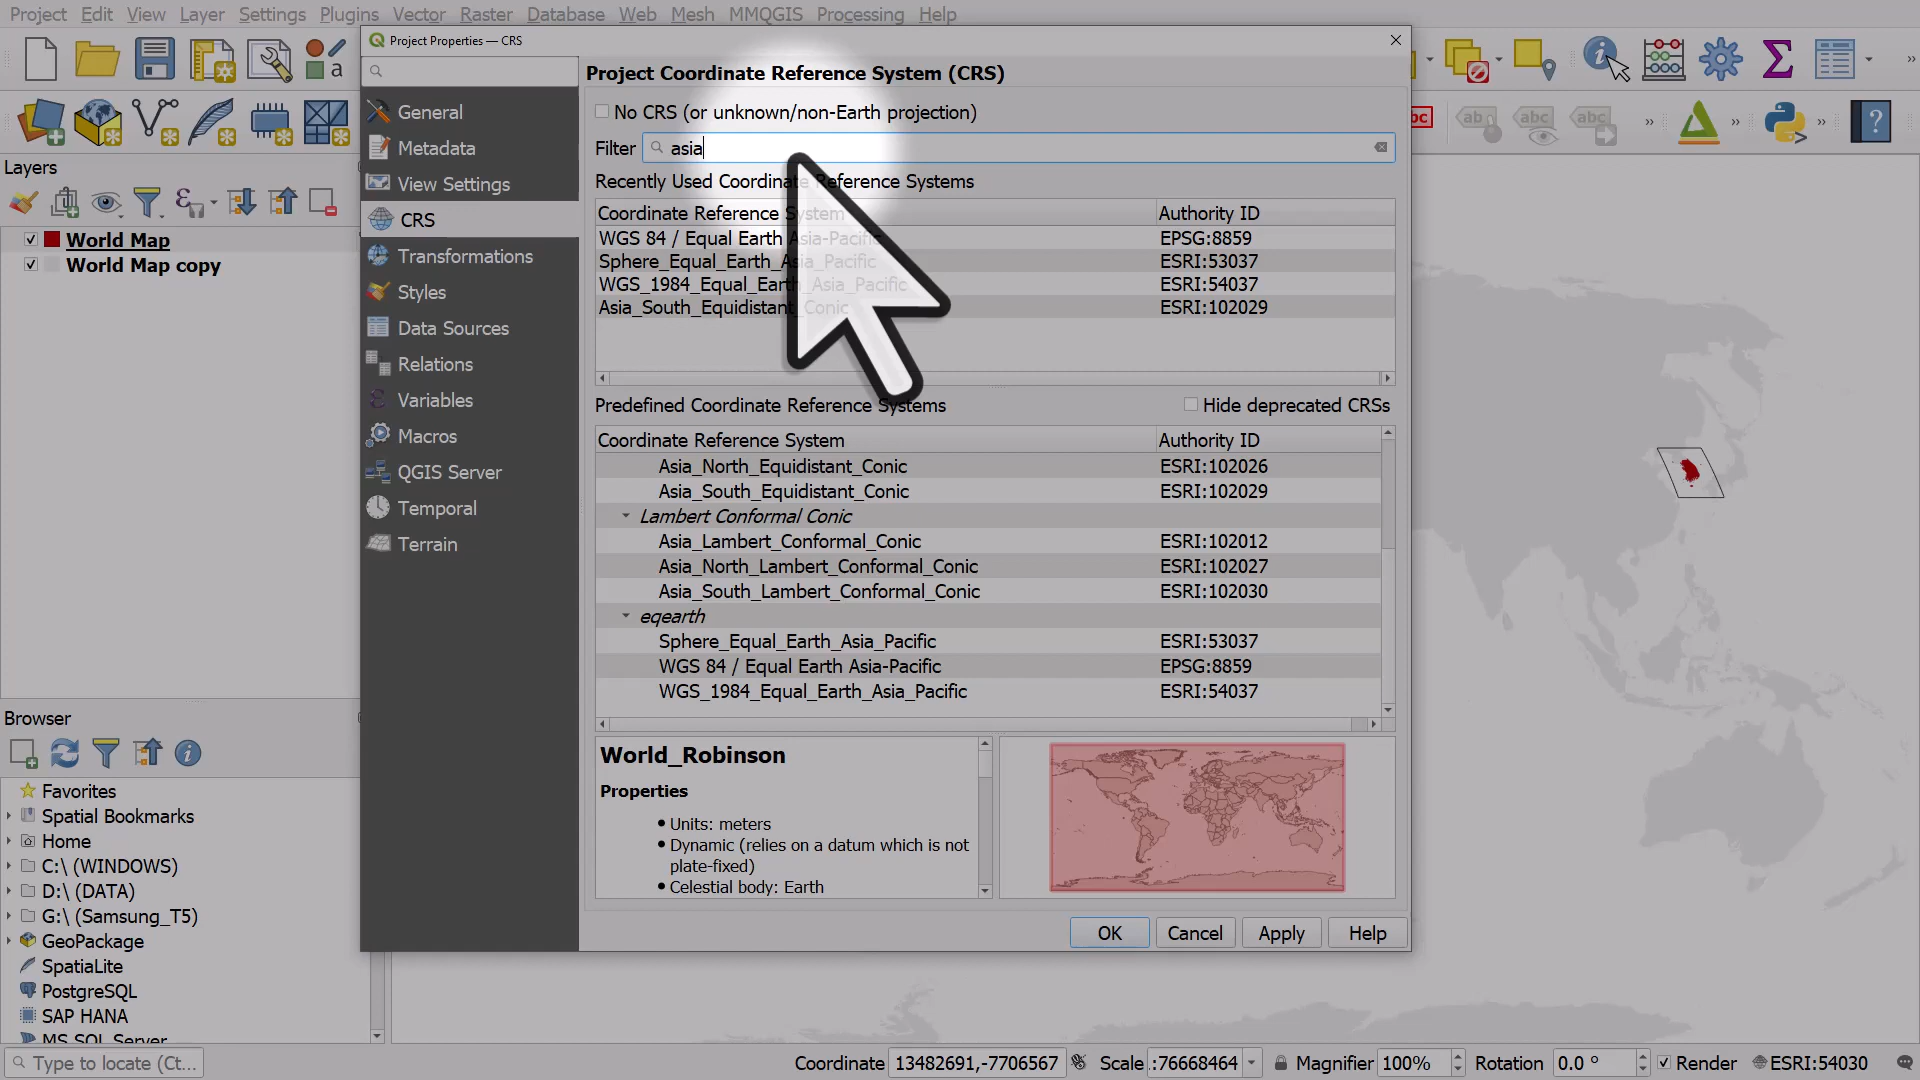 Project Edit View Layer Settings Plugins Vector Raster Database Web Mesh MMQGIS Processing Help
Project Properties — CRS
Layers
World Map
World Map copy
Browser
Favorites
Spatial Bookmarks
Home
C:\ (WINDOWS)
D:\ (DATA)
G:\ (Samsung_T5)
GeoPackage
SpatiaLite
PostgreSQL
SAP HANA
MS SQL Server
General
Metadata
View Settings
CRS
Transformations
Styles
Data Sources
Relations
Variables
Macros
QGIS Server
Temporal
Terrain
Project Coordinate Reference System (CRS)
No CRS (or unknown/non-Earth projection)
Filter asia
Recently Used Coordinate Reference Systems
Coordinate Reference System Authority ID
WGS 84 / Equal Earth Asia-Pacific EPSG:8859
Sphere_Equal_Earth_Asia_Pacific ESRI:53037
WGS_1984_Equal_Earth_Asia_Pacific ESRI:54037
Asia_South_Equidistant_Conic ESRI:102029
Predefined Coordinate Reference Systems Hide deprecated CRSs
Coordinate Reference System Authority ID
Asia_North_Equidistant_Conic ESRI:102026
Asia_South_Equidistant_Conic ESRI:102029
Lambert Conformal Conic
Asia_Lambert_Conformal_Conic ESRI:102012
Asia_North_Lambert_Conformal_Conic ESRI:102027
Asia_South_Lambert_Conformal_Conic ESRI:102030
eqearth
Sphere_Equal_Earth_Asia_Pacific ESRI:53037
WGS 84 / Equal Earth Asia-Pacific EPSG:8859
WGS_1984_Equal_Earth_Asia_Pacific ESRI:54037
World_Robinson
Properties
Units: meters
Dynamic (relies on a datum which is not
plate-fixed)
Celestial body: Earth
OK Cancel Apply Help
abc abc abc abc
Type to locate (Ct... Coordinate 13482691,-7706567 Scale :76668464 Magnifier 100% Rotation 0.0 ° Render ESRI:54030